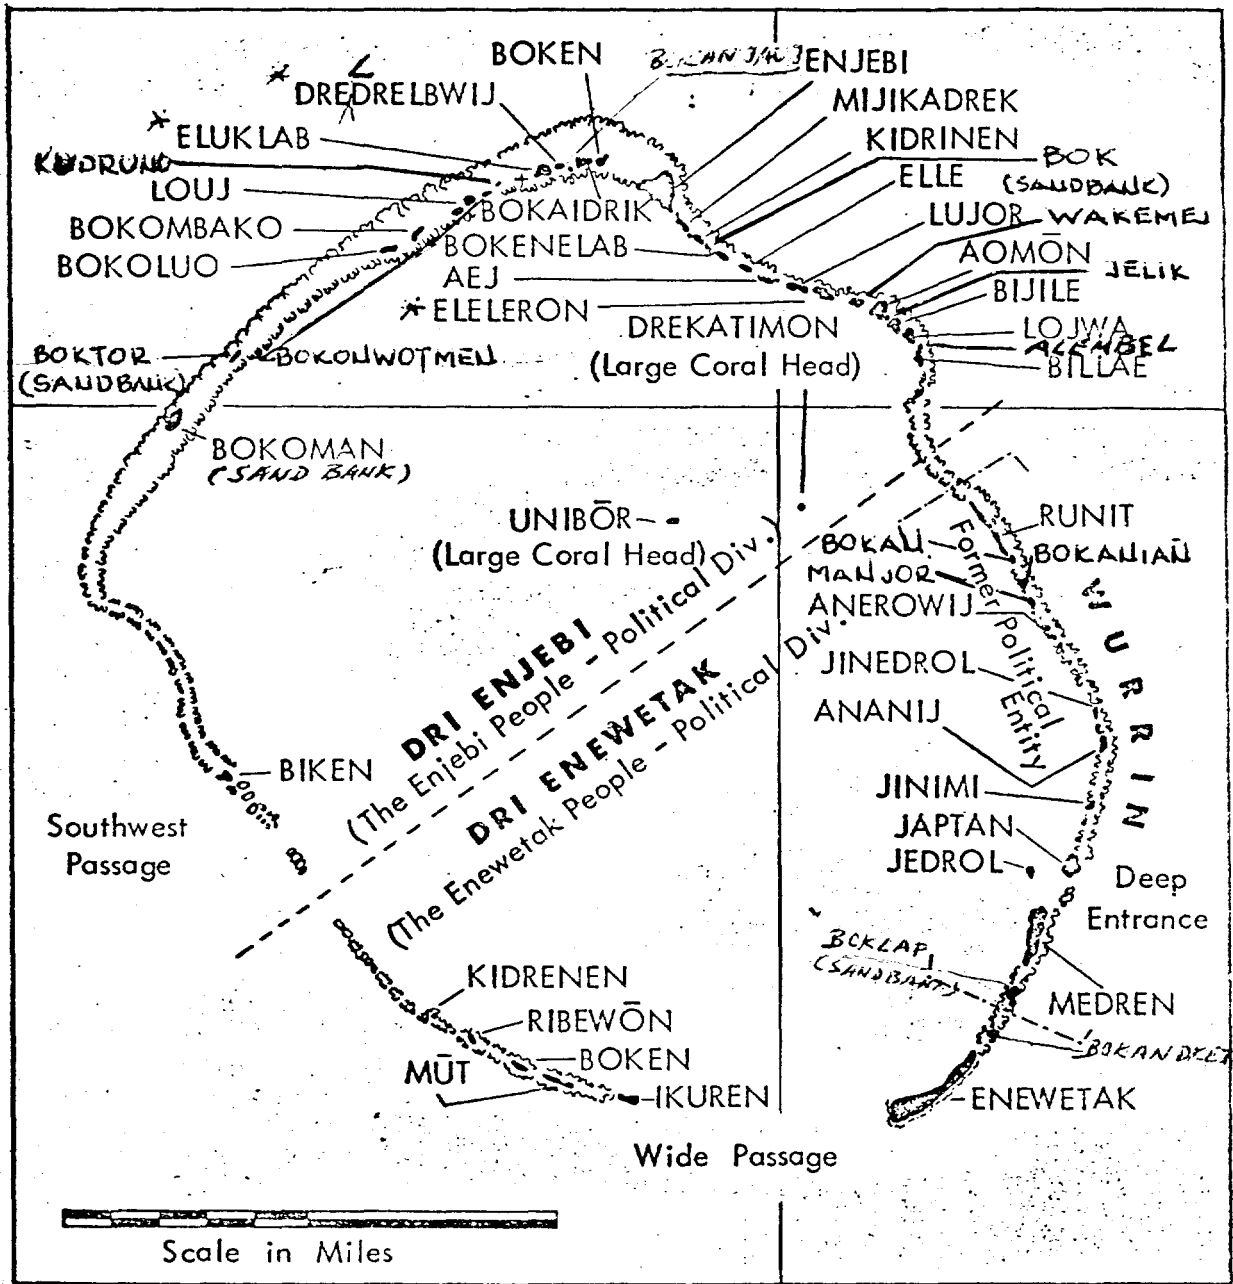 BOKEN
ENJEBI
DREDRELBWIJ
L
MIJIKADREK
ELUKLAB
KIDRINEN
BOK
(SANDBANK)
LOUJ
ELLE
BOKAIDRIK
LUJOR
WAKEMEJ
BOKOMBAKO
BOKENELAB
AOMŌN
JELIK
BOKOLUO
AEJ
BIJILE
ELELERON
DREKATIMON
(Large Coral Head)
LOJWA
BILLAE
BOKTOR
(SANDBANK)
BOKONWOTMEN
BOKOMAN
(SAND BANK)
UNIBŌR
(Large Coral Head)
RUNIT
BOKAN
BOKANIAN
MANJOR
ANEROWIJ
Former Political
Entity
WURRIN
JINEDROL
ANANIJ
DRI ENJEBI
(The Enjebi People - Political Div.)
DRI ENEWETAK
(The Enewetak People - Political Div.
BIKEN
JINIMI
Southwest
Passage
JAPTAN
JEDROL
Deep
Entrance
BOKLAP
(SANDBANK)
KIDRENEN
MEDREN
RIBEWŌN
BOKEN
MŪT
IKUREN
ENEWETAK
Wide Passage
Scale in Miles